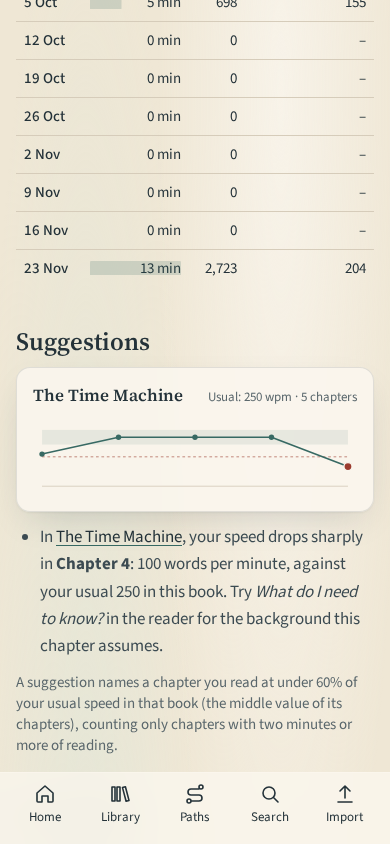 5 Oct 5 min 698 155
12 Oct 0 min 0 –
19 Oct 0 min 0 –
26 Oct 0 min 0 –
2 Nov 0 min 0 –
9 Nov 0 min 0 –
16 Nov 0 min 0 –
23 Nov 13 min 2,723 204
Suggestions
The Time Machine Usual: 250 wpm · 5 chapters
• In The Time Machine, your speed drops sharply
in Chapter 4: 100 words per minute, against
your usual 250 in this book. Try What do I need
to know? in the reader for the background this
chapter assumes.
A suggestion names a chapter you read at under 60% of
your usual speed in that book (the middle value of its
chapters), counting only chapters with two minutes or
more of reading.
Home Library Paths Search Import